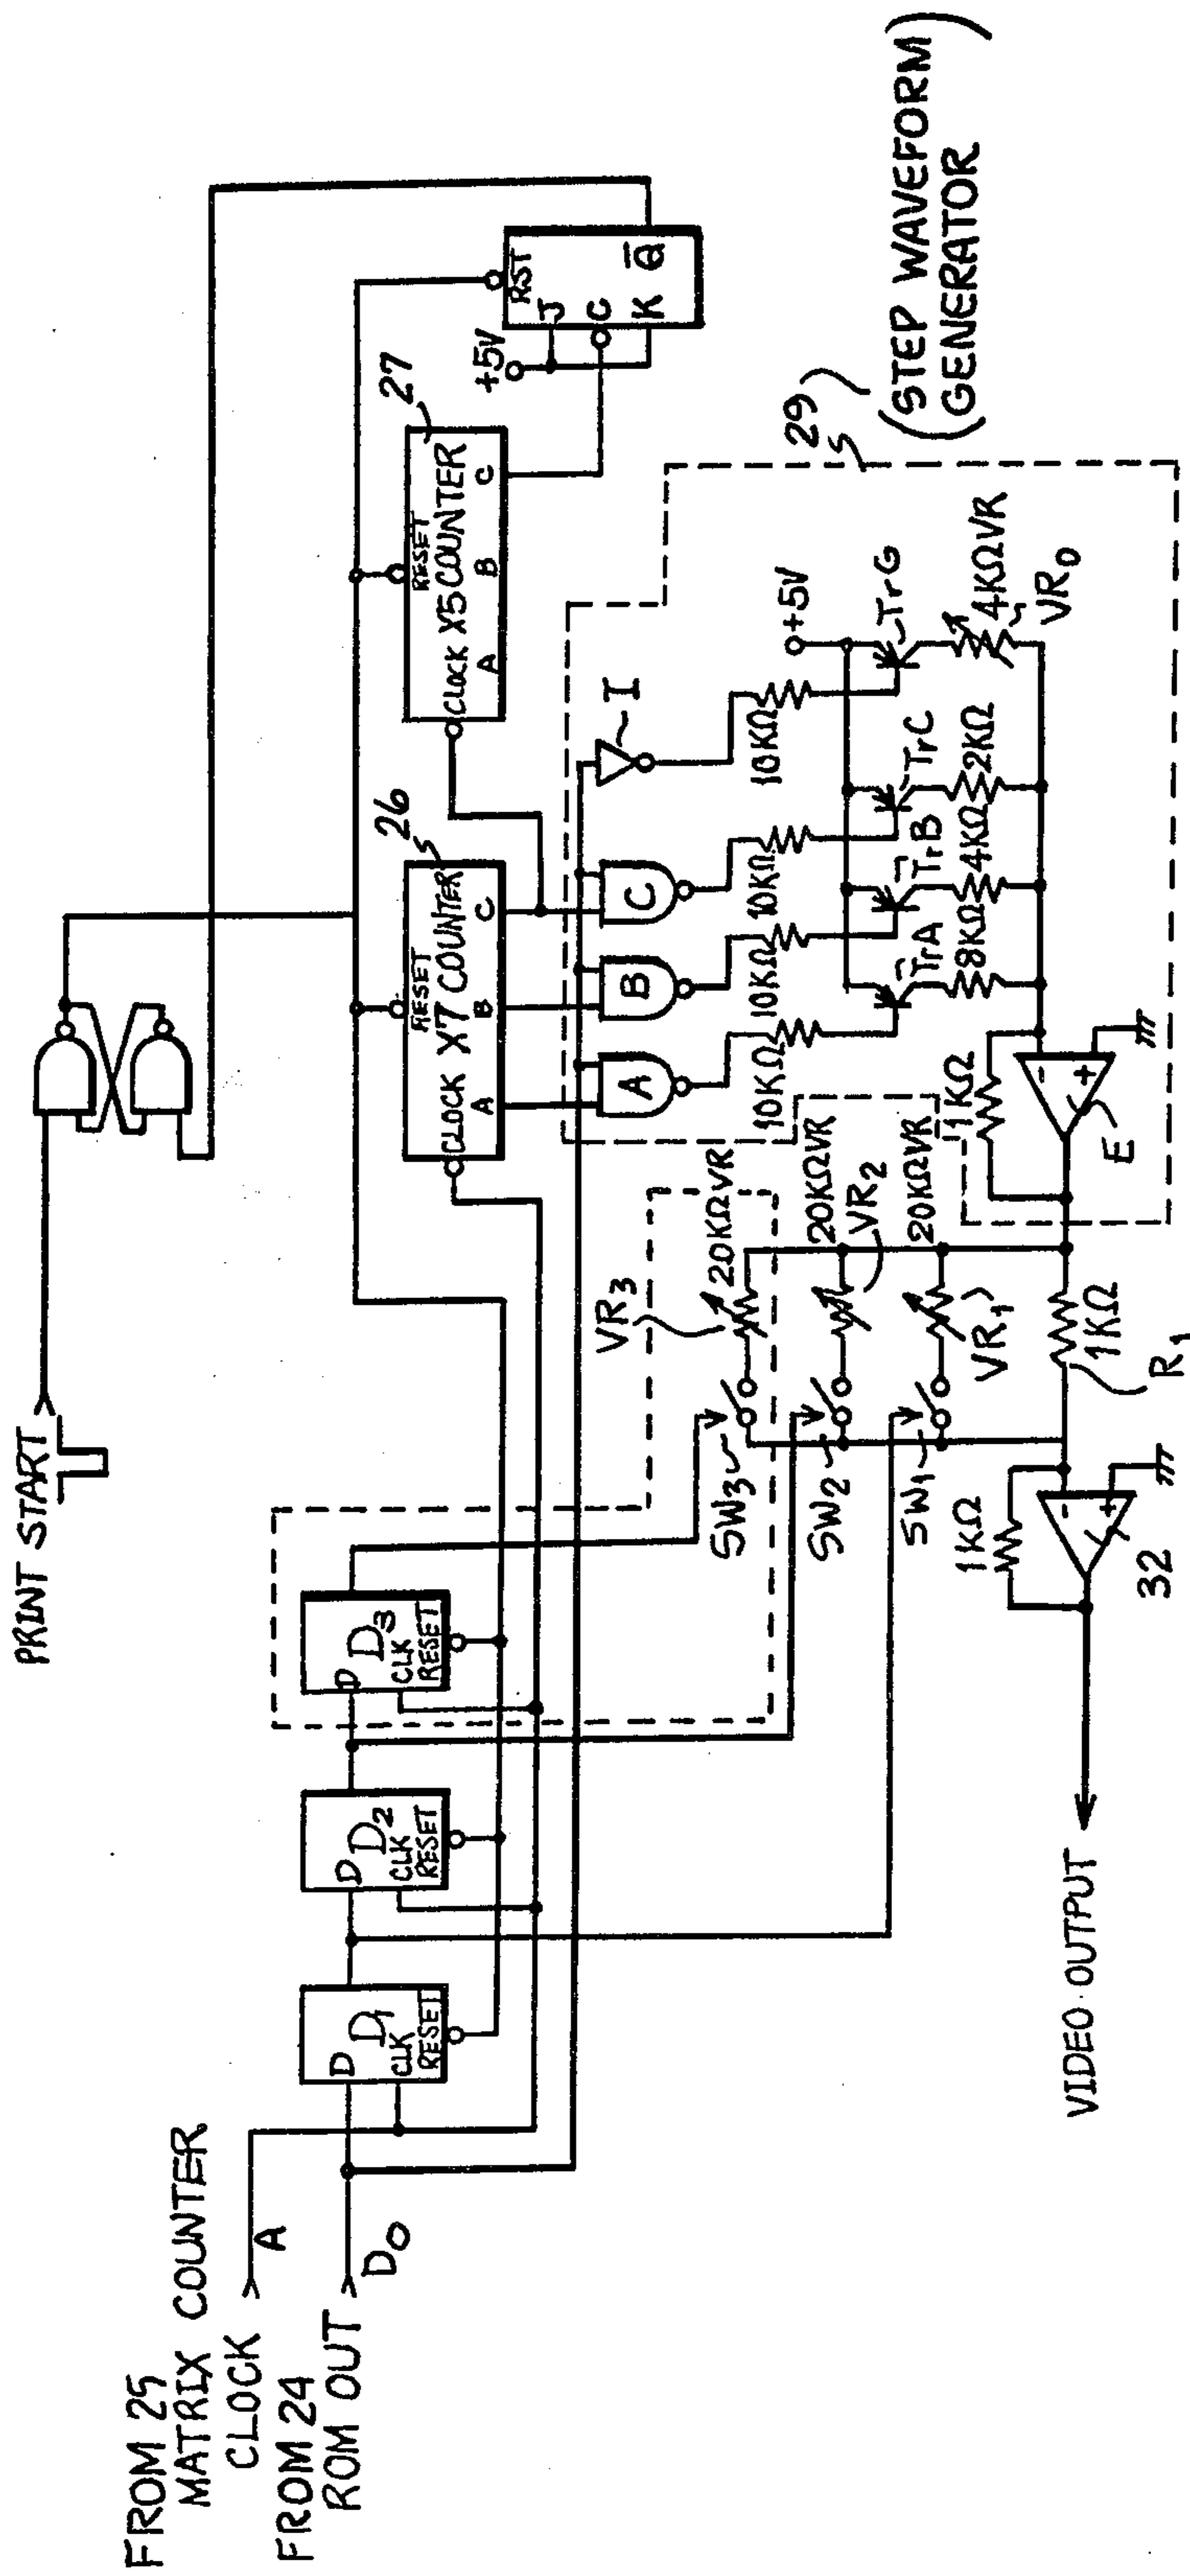 PRINT START
FROM 25
MATRIX COUNTER
CLOCK
A
FROM 24
ROM OUT
D0
D
D1
CLK
RESET
D
D2
CLK
RESET
D
D3
CLK
RESET
26
RESET
CLOCK X7 COUNTER
A B C
27
RESET
CLOCK X5 COUNTER
A B C
+5V
RST
J
C
K
Q̅
A
B
C
I
10KΩ
10KΩ
10KΩ
10KΩ
+5V
TrA
TrB
TrC
TrG
8KΩ
4KΩ
2KΩ
4KΩVR
VR0
29
(STEP WAVEFORM)
(GENERATOR
1KΩ
E
VR3
20KΩVR
20KΩVR
VR2
20KΩVR
VR1
SW3
SW2
SW1
1KΩ
R1
1KΩ
32
VIDEO OUTPUT